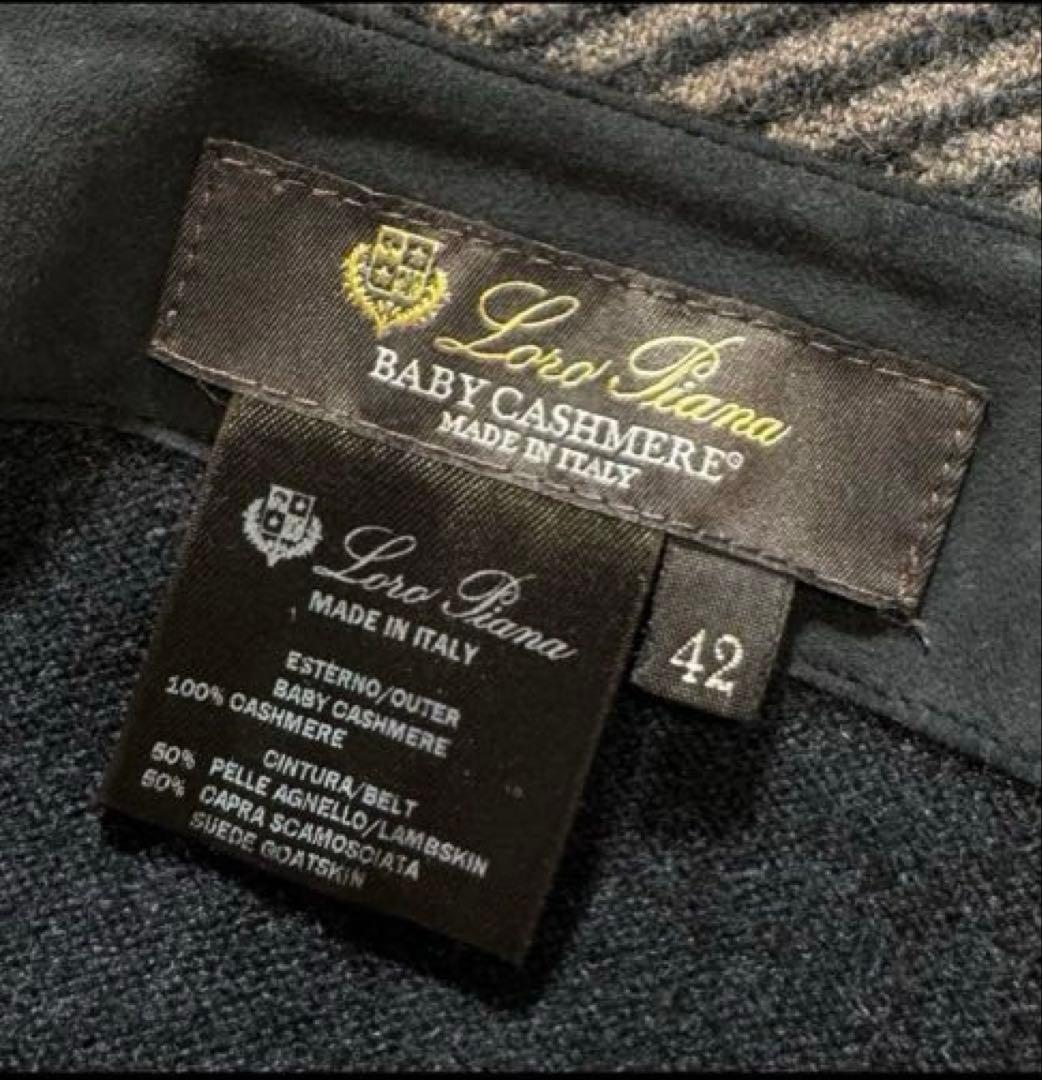 Loro Piana
BABY CASHMERE®
MADE IN ITALY
Loro Piana
MADE IN ITALY
42
ESTERNO/OUTER
BABY CASHMERE
100% CASHMERE
CINTURA/BELT
50% PELLE AGNELLO/LAMBSKIN
50% CAPRA SCAMOSCIATA
SUEDE GOATSKIN